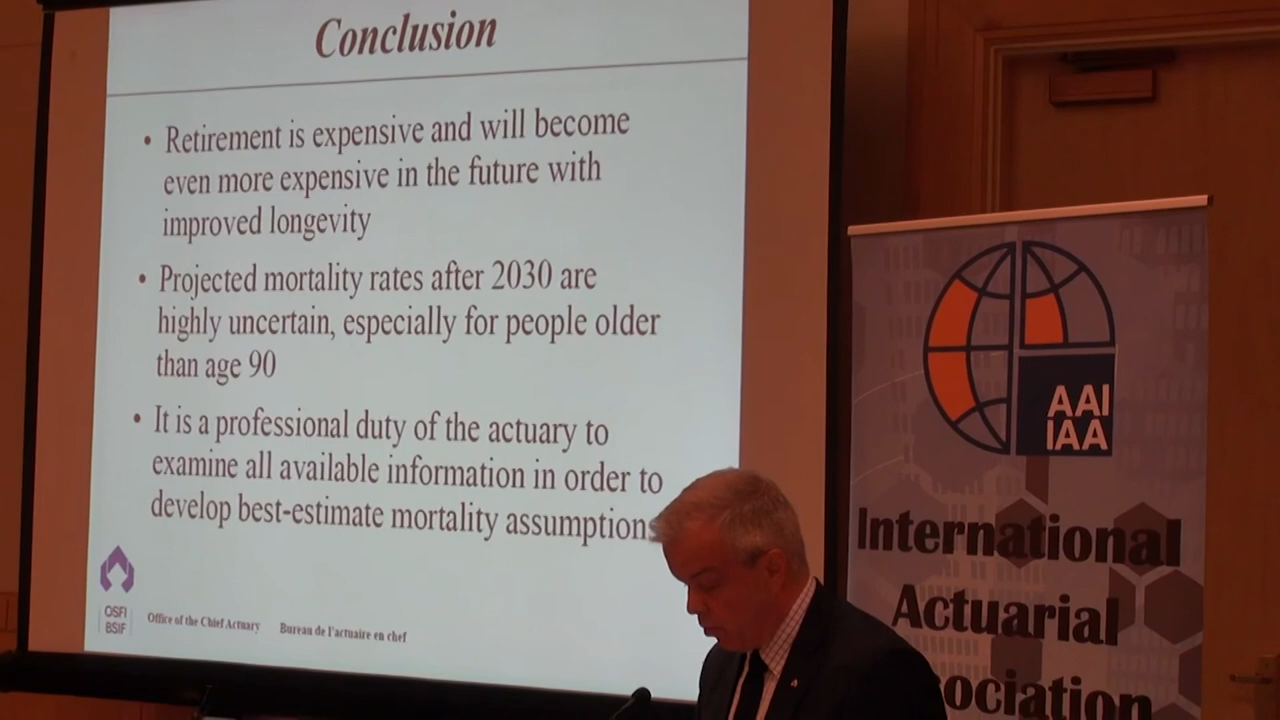 Conclusion
• Retirement is expensive and will become
even more expensive in the future with
improved longevity
• Projected mortality rates after 2030 are
highly uncertain, especially for people older
than age 90
• It is a professional duty of the actuary to
examine all available information in order to
develop best-estimate mortality assumptions
OSFI
BSIF
Office of the Chief Actuary Bureau de l'actuaire en chef
AAI
IAA
International
Actuarial
ociation